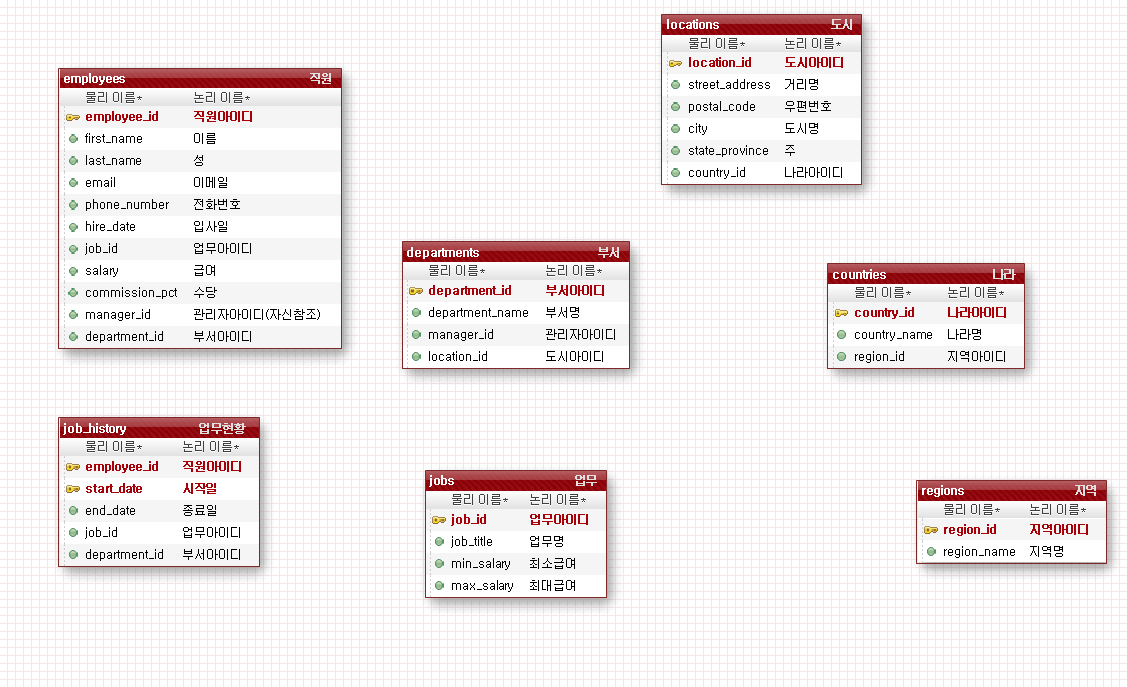 employees 직원
물리 이름* 논리 이름*
employee_id 직원아이디
first_name 이름
last_name 성
email 이메일
phone_number 전화번호
hire_date 입사일
job_id 업무아이디
salary 급여
commission_pct 수당
manager_id 관리자아이디(자신참조)
department_id 부서아이디
job_history 업무현황
물리 이름* 논리 이름*
employee_id 직원아이디
start_date 시작일
end_date 종료일
job_id 업무아이디
department_id 부서아이디
departments 부서
물리 이름* 논리 이름*
department_id 부서아이디
department_name 부서명
manager_id 관리자아이디
location_id 도시아이디
jobs 업무
물리 이름* 논리 이름*
job_id 업무아이디
job_title 업무명
min_salary 최소급여
max_salary 최대급여
locations 도시
물리 이름* 논리 이름*
location_id 도시아이디
street_address 거리명
postal_code 우편번호
city 도시명
state_province 주
country_id 나라아이디
countries 나라
물리 이름* 논리 이름*
country_id 나라아이디
country_name 나라명
region_id 지역아이디
regions 지역
물리 이름* 논리 이름*
region_id 지역아이디
region_name 지역명